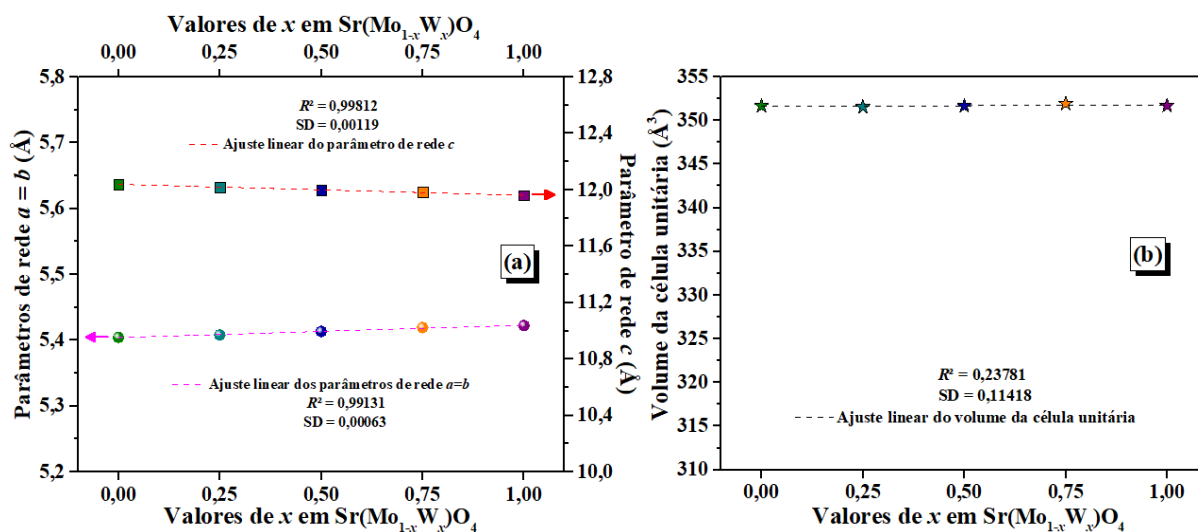 Valores de x em Sr(Mo1-xWx)O4
0,00 0,25 0,50 0,75 1,00
5,8
5,7
5,6
5,5
5,4
5,3
5,2
Parâmetros de rede a = b (Å)
R² = 0,99812
SD = 0,00119
Ajuste linear do parâmetro de rede c
(a)
Ajuste linear dos parâmetros de rede a=b
R² = 0,99131
SD = 0,00063
12,8
12,4
12,0
11,6
11,2
10,8
10,4
10,0
Parâmetro de rede c (Å)
0,00 0,25 0,50 0,75 1,00
Valores de x em Sr(Mo1-xWx)O4
355
350
345
340
335
330
325
320
315
310
Volume da célula unitária (Å³)
(b)
R² = 0,23781
SD = 0,11418
Ajuste linear do volume da célula unitária
0,00 0,25 0,50 0,75 1,00
Valores de x em Sr(Mo1-xWx)O4